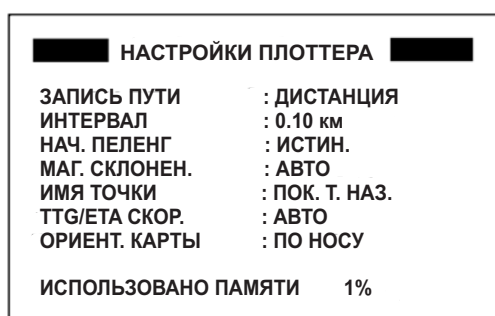 НАСТРОЙКИ ПЛОТТЕРА
ЗАПИСЬ ПУТИ : ДИСТАНЦИЯ
ИНТЕРВАЛ : 0.10 км
НАЧ. ПЕЛЕНГ : ИСТИН.
МАГ. СКЛОНЕН. : АВТО
ИМЯ ТОЧКИ : ПОК. Т. НАЗ.
TTG/ETA СКОР. : АВТО
ОРИЕНТ. КАРТЫ : ПО НОСУ
ИСПОЛЬЗОВАНО ПАМЯТИ 1%